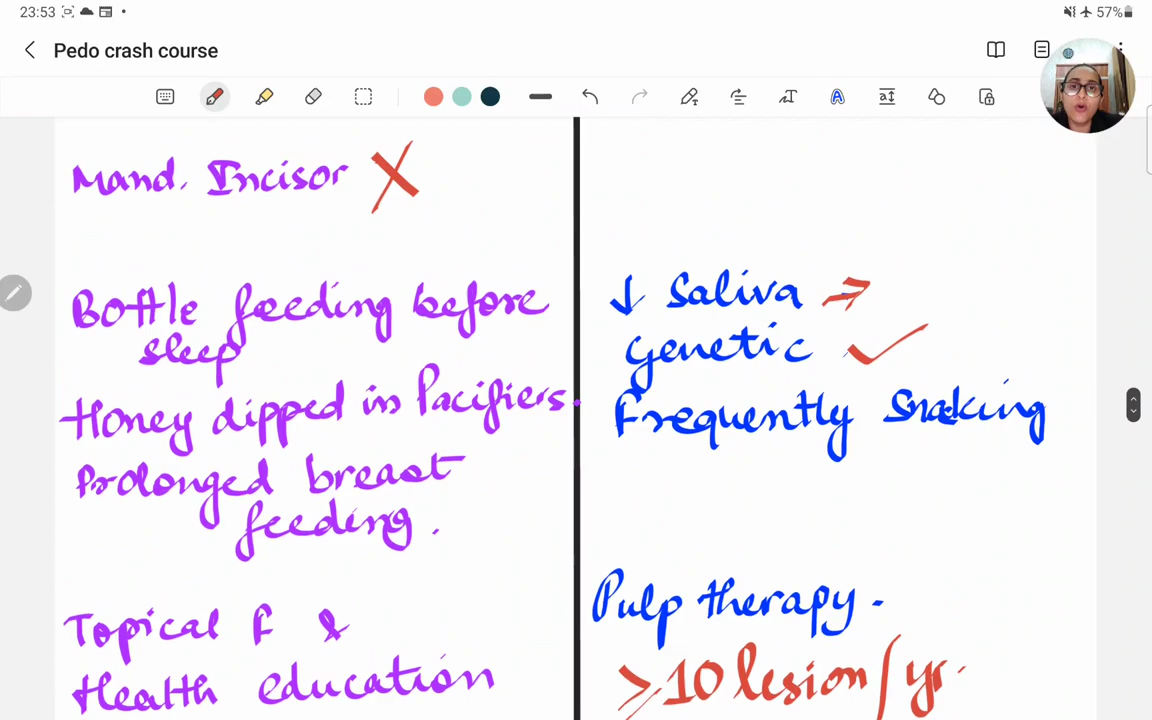 23:53
57%
Pedo crash course
Mand. Incisor X
Bottle feeding before
sleep
Honey dipped in Pacifiers.
Prolonged breast
feeding.
Topical F &
Health education
↓ Saliva →
Genetic ✓
Frequently Snaking
Pulp therapy.
>10 lesion/yr.